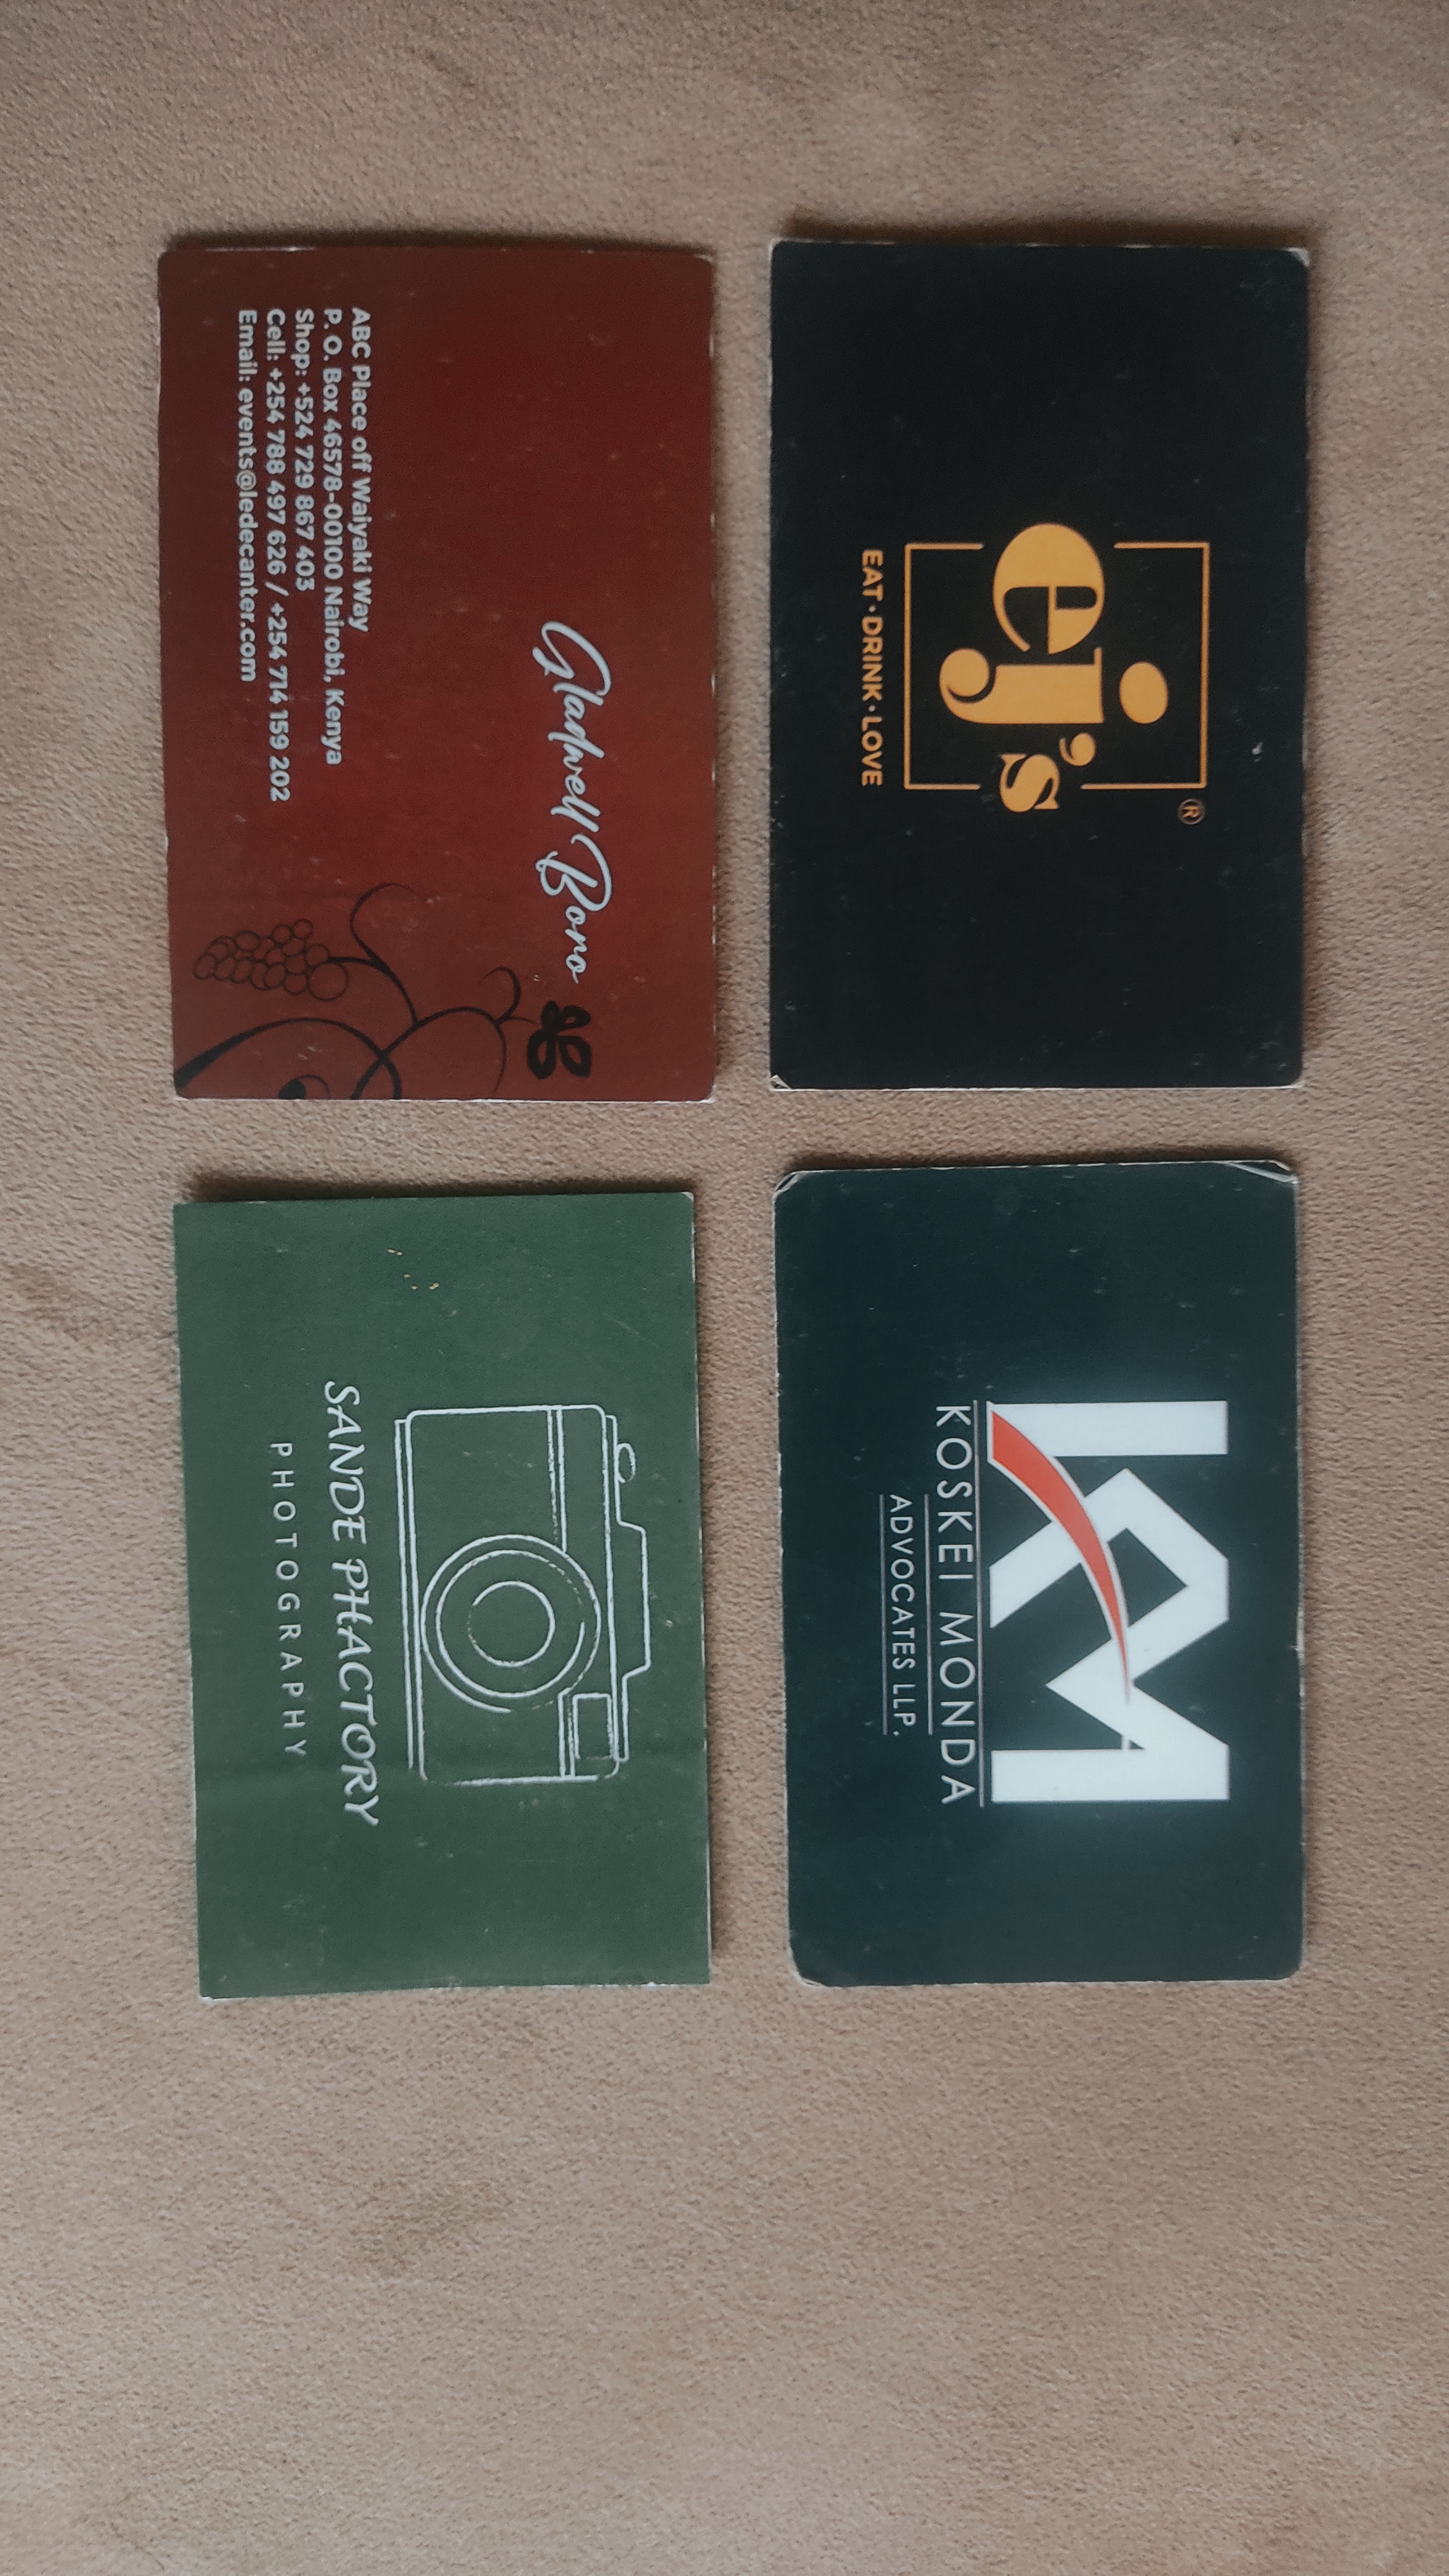 ej's
®
EAT·DRINK·LOVE
KM
KOSKEI MONDA
ADVOCATES LLP.
Gladwell Boro
ABC Place off Waiyaki Way
P. O. Box 46578-00100 Nairobi, Kenya
Shop: +524 729 867 403
Cell: +254 788 497 626 / +254 714 159 202
Email: events@ledecanter.com
SANDE PHACTORY
PHOTOGRAPHY